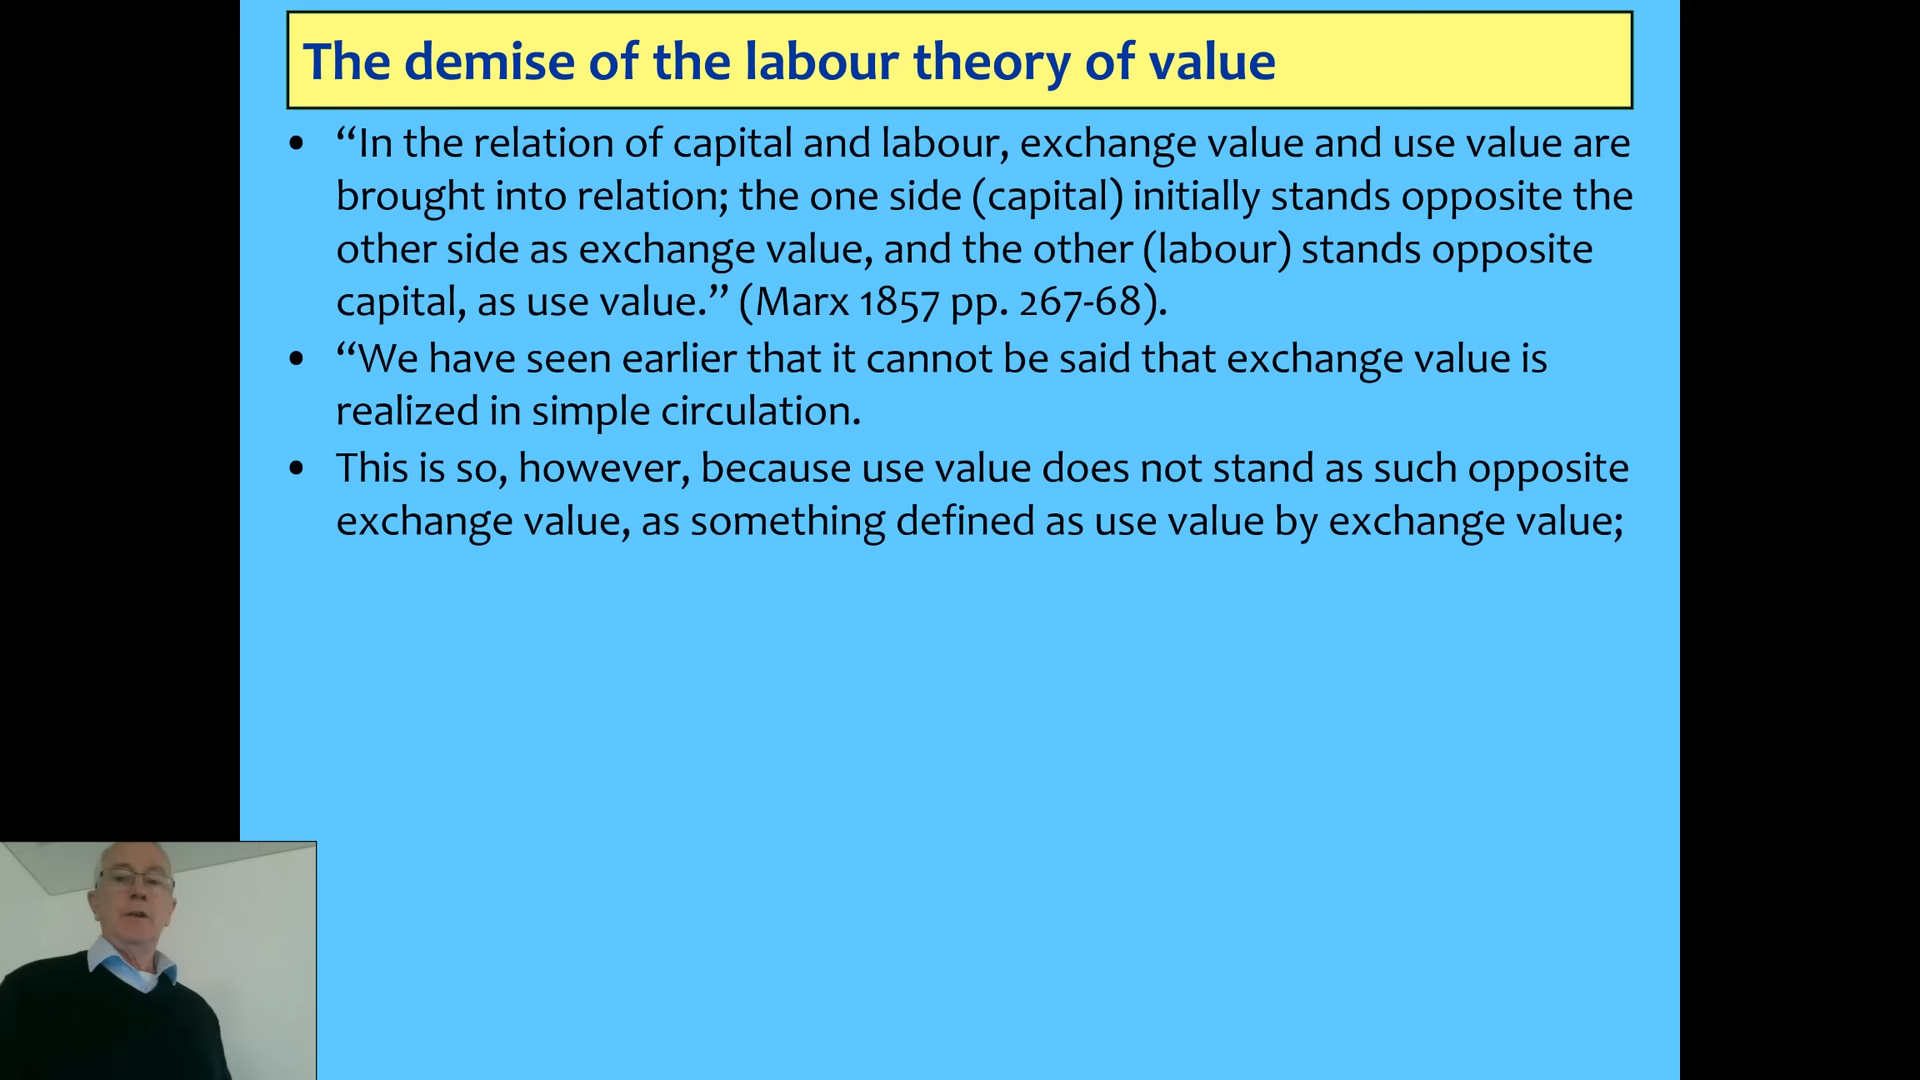 The demise of the labour theory of value
• “In the relation of capital and labour, exchange value and use value are
brought into relation; the one side (capital) initially stands opposite the
other side as exchange value, and the other (labour) stands opposite
capital, as use value.” (Marx 1857 pp. 267-68).
• “We have seen earlier that it cannot be said that exchange value is
realized in simple circulation.
• This is so, however, because use value does not stand as such opposite
exchange value, as something defined as use value by exchange value;